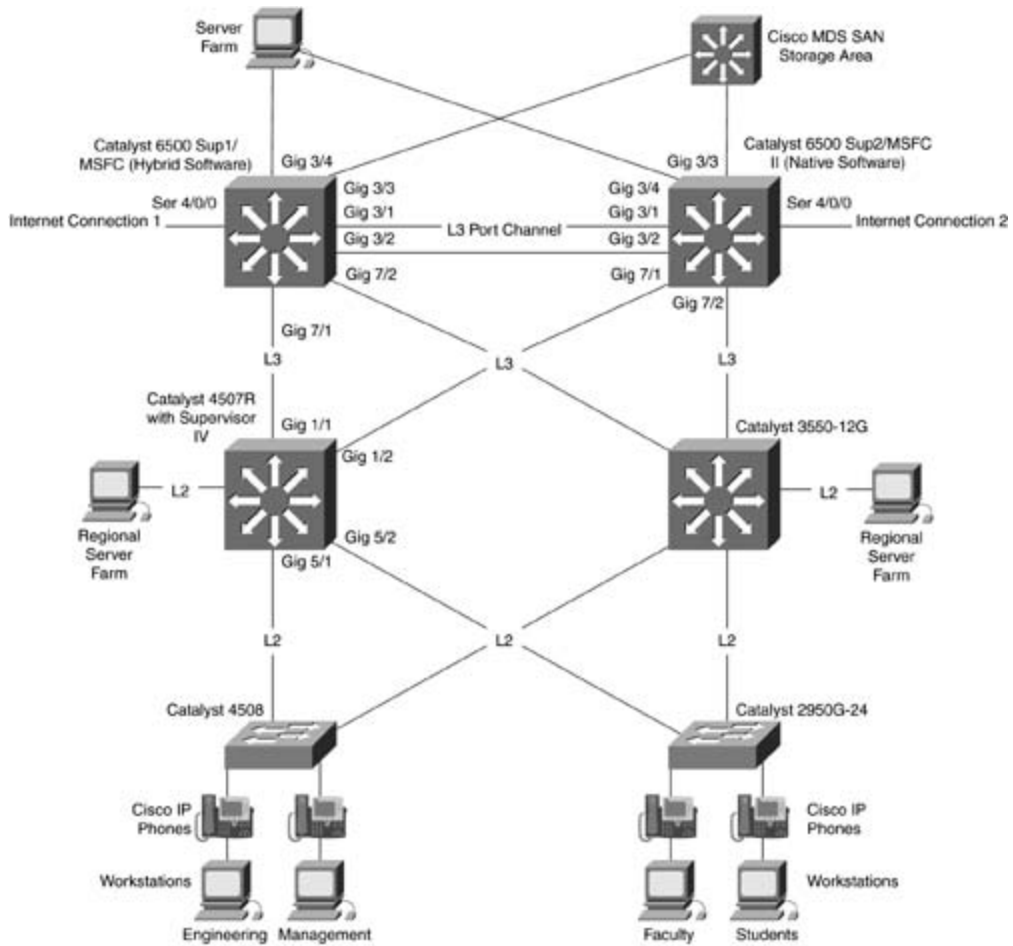 Server
Farm
Cisco MDS SAN
Storage Area
Catalyst 6500 Sup1/
MSFC (Hybrid Software)
Gig 3/4
Gig 3/3
Catalyst 6500 Sup2/MSFC
II (Native Software)
Ser 4/0/0
Gig 3/3
Gig 3/4
Ser 4/0/0
Internet Connection 1
Gig 3/1
L3 Port Channel
Gig 3/1
Internet Connection 2
Gig 3/2
Gig 3/2
Gig 7/2
Gig 7/1
Gig 7/2
Gig 7/1
L3
L3
L3
Catalyst 4507R
with Supervisor
IV
Gig 1/1
Gig 1/2
Catalyst 3550-12G
L2
L2
Regional
Server
Farm
Gig 5/2
Gig 5/1
Regional
Server
Farm
L2
L2
L2
Catalyst 4508
Catalyst 2950G-24
Cisco IP
Phones
Cisco IP
Phones
Workstations
Workstations
Engineering
Management
Faculty
Students